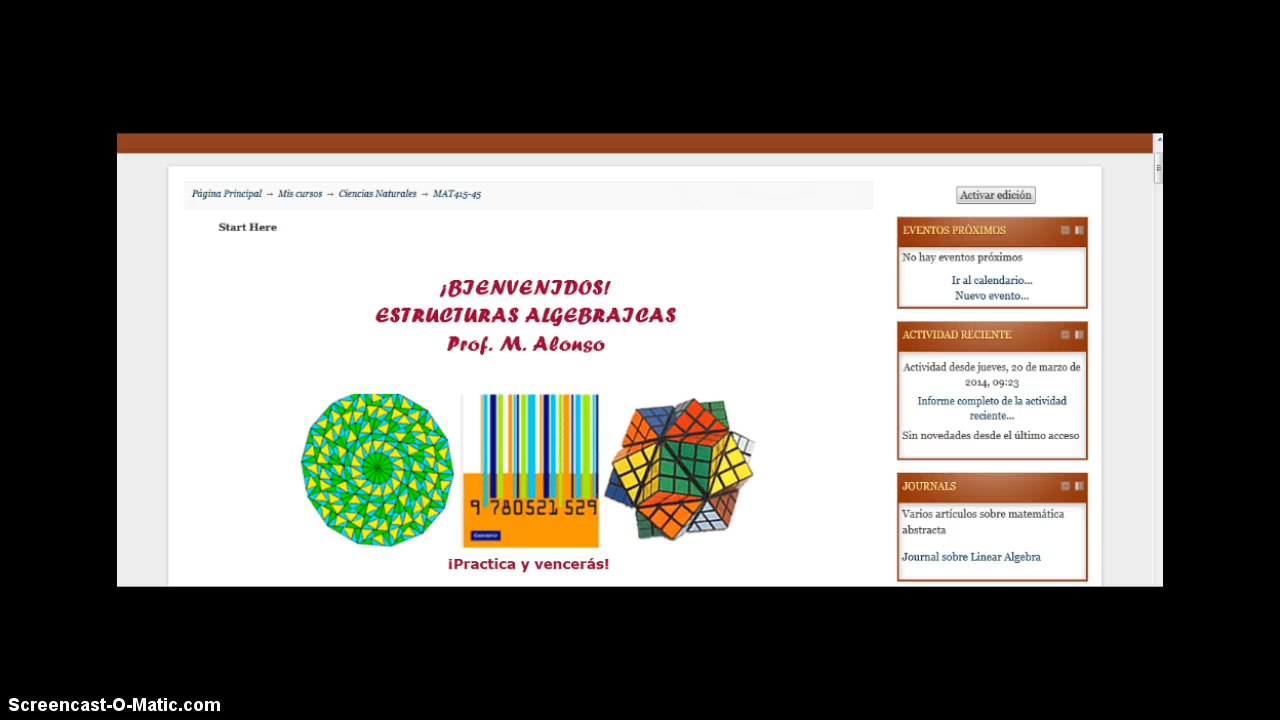 Página Principal → Mis cursos → Ciencias Naturales → MAT415-45
Start Here
¡BIENVENIDOS!
ESTRUCTURAS ALGEBRAICAS
Prof. M. Alonso
9 780521 529
¡Practica y vencerás!
Activar edición
EVENTOS PRÓXIMOS
No hay eventos próximos
Ir al calendario...
Nuevo evento...
ACTIVIDAD RECIENTE
Actividad desde jueves, 20 de marzo de
2014, 09:23
Informe completo de la actividad
reciente...
Sin novedades desde el último acceso
JOURNALS
Varios artículos sobre matemática
abstracta
Journal sobre Linear Algebra
Screencast-O-Matic.com